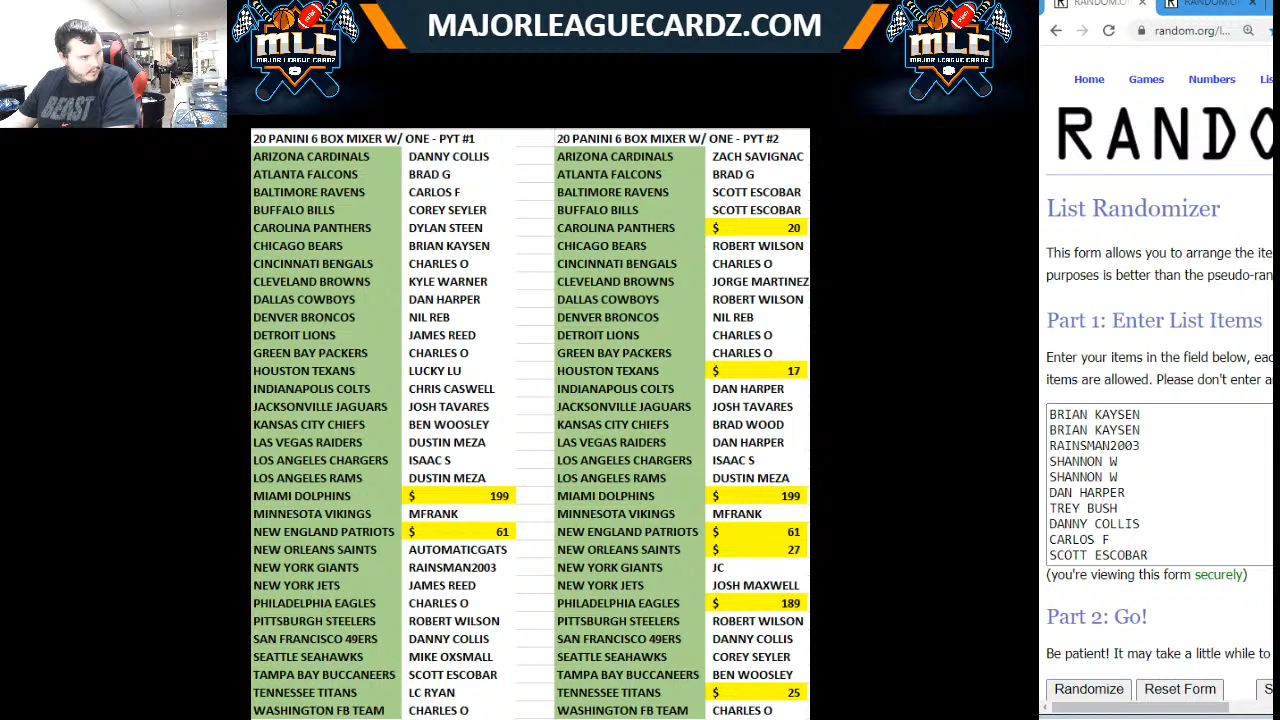 MAJORLEAGUECARDZ.COM
MLC
MAJOR LEAGUE CARDZ
MLC
MAJOR LEAGUE CARDZ
BEAST
20 PANINI 6 BOX MIXER W/ ONE - PYT #1
ARIZONA CARDINALS DANNY COLLIS
ATLANTA FALCONS BRAD G
BALTIMORE RAVENS CARLOS F
BUFFALO BILLS COREY SEYLER
CAROLINA PANTHERS DYLAN STEEN
CHICAGO BEARS BRIAN KAYSEN
CINCINNATI BENGALS CHARLES O
CLEVELAND BROWNS KYLE WARNER
DALLAS COWBOYS DAN HARPER
DENVER BRONCOS NIL REB
DETROIT LIONS JAMES REED
GREEN BAY PACKERS CHARLES O
HOUSTON TEXANS LUCKY LU
INDIANAPOLIS COLTS CHRIS CASWELL
JACKSONVILLE JAGUARS JOSH TAVARES
KANSAS CITY CHIEFS BEN WOOSLEY
LAS VEGAS RAIDERS DUSTIN MEZA
LOS ANGELES CHARGERS ISAAC S
LOS ANGELES RAMS DUSTIN MEZA
MIAMI DOLPHINS $ 199
MINNESOTA VIKINGS MFRANK
NEW ENGLAND PATRIOTS $ 61
NEW ORLEANS SAINTS AUTOMATICGATS
NEW YORK GIANTS RAINSMAN2003
NEW YORK JETS JAMES REED
PHILADELPHIA EAGLES CHARLES O
PITTSBURGH STEELERS ROBERT WILSON
SAN FRANCISCO 49ERS DANNY COLLIS
SEATTLE SEAHAWKS MIKE OXSMALL
TAMPA BAY BUCCANEERS SCOTT ESCOBAR
TENNESSEE TITANS LC RYAN
WASHINGTON FB TEAM CHARLES O
20 PANINI 6 BOX MIXER W/ ONE - PYT #2
ARIZONA CARDINALS ZACH SAVIGNAC
ATLANTA FALCONS BRAD G
BALTIMORE RAVENS SCOTT ESCOBAR
BUFFALO BILLS SCOTT ESCOBAR
CAROLINA PANTHERS $ 20
CHICAGO BEARS ROBERT WILSON
CINCINNATI BENGALS CHARLES O
CLEVELAND BROWNS JORGE MARTINEZ
DALLAS COWBOYS ROBERT WILSON
DENVER BRONCOS NIL REB
DETROIT LIONS CHARLES O
GREEN BAY PACKERS CHARLES O
HOUSTON TEXANS $ 17
INDIANAPOLIS COLTS DAN HARPER
JACKSONVILLE JAGUARS JOSH TAVARES
KANSAS CITY CHIEFS BRAD WOOD
LAS VEGAS RAIDERS DAN HARPER
LOS ANGELES CHARGERS ISAAC S
LOS ANGELES RAMS DUSTIN MEZA
MIAMI DOLPHINS $ 199
MINNESOTA VIKINGS MFRANK
NEW ENGLAND PATRIOTS $ 61
NEW ORLEANS SAINTS $ 27
NEW YORK GIANTS JC
NEW YORK JETS JOSH MAXWELL
PHILADELPHIA EAGLES $ 189
PITTSBURGH STEELERS ROBERT WILSON
SAN FRANCISCO 49ERS DANNY COLLIS
SEATTLE SEAHAWKS COREY SEYLER
TAMPA BAY BUCCANEERS BEN WOOSLEY
TENNESSEE TITANS $ 25
WASHINGTON FB TEAM CHARLES O
random.org/l...
Home Games Numbers Lis
RANDO
List Randomizer
This form allows you to arrange the ite
purposes is better than the pseudo-ran
Part 1: Enter List Items
Enter your items in the field below, eac
items are allowed. Please don't enter a
BRIAN KAYSEN
BRIAN KAYSEN
RAINSMAN2003
SHANNON W
SHANNON W
DAN HARPER
TREY BUSH
DANNY COLLIS
CARLOS F
SCOTT ESCOBAR
(you're viewing this form securely)
Part 2: Go!
Be patient! It may take a little while to
Randomize Reset Form S